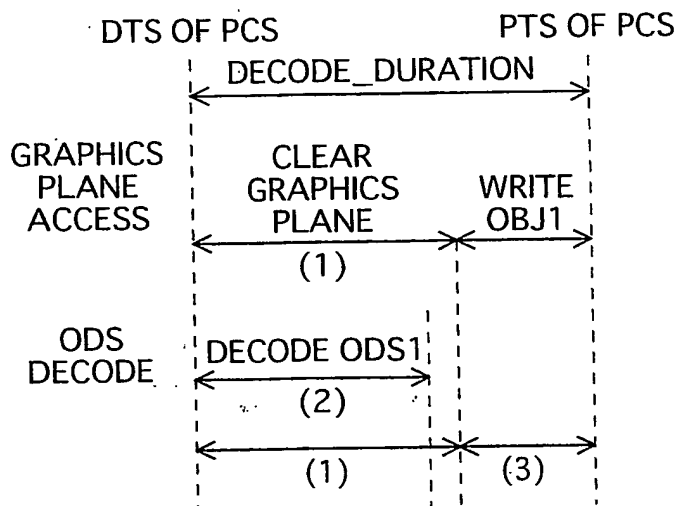 DTS OF PCS
PTS OF PCS
DECODE_DURATION
GRAPHICS
PLANE
ACCESS
CLEAR
GRAPHICS
PLANE
WRITE
OBJ1
(1)
ODS
DECODE
DECODE ODS1
(2)
(1)
(3)